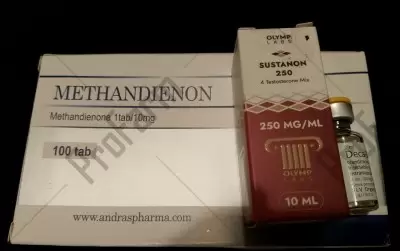 METHANDIENON
Methandienone 1tab/10mg
100 tab
www.andraspharma.com
OLYMP
LABS
SUSTANON
250
4 Testosterone Mix
250 MG/ML
OLYMP
LABS
10 ML
Deca